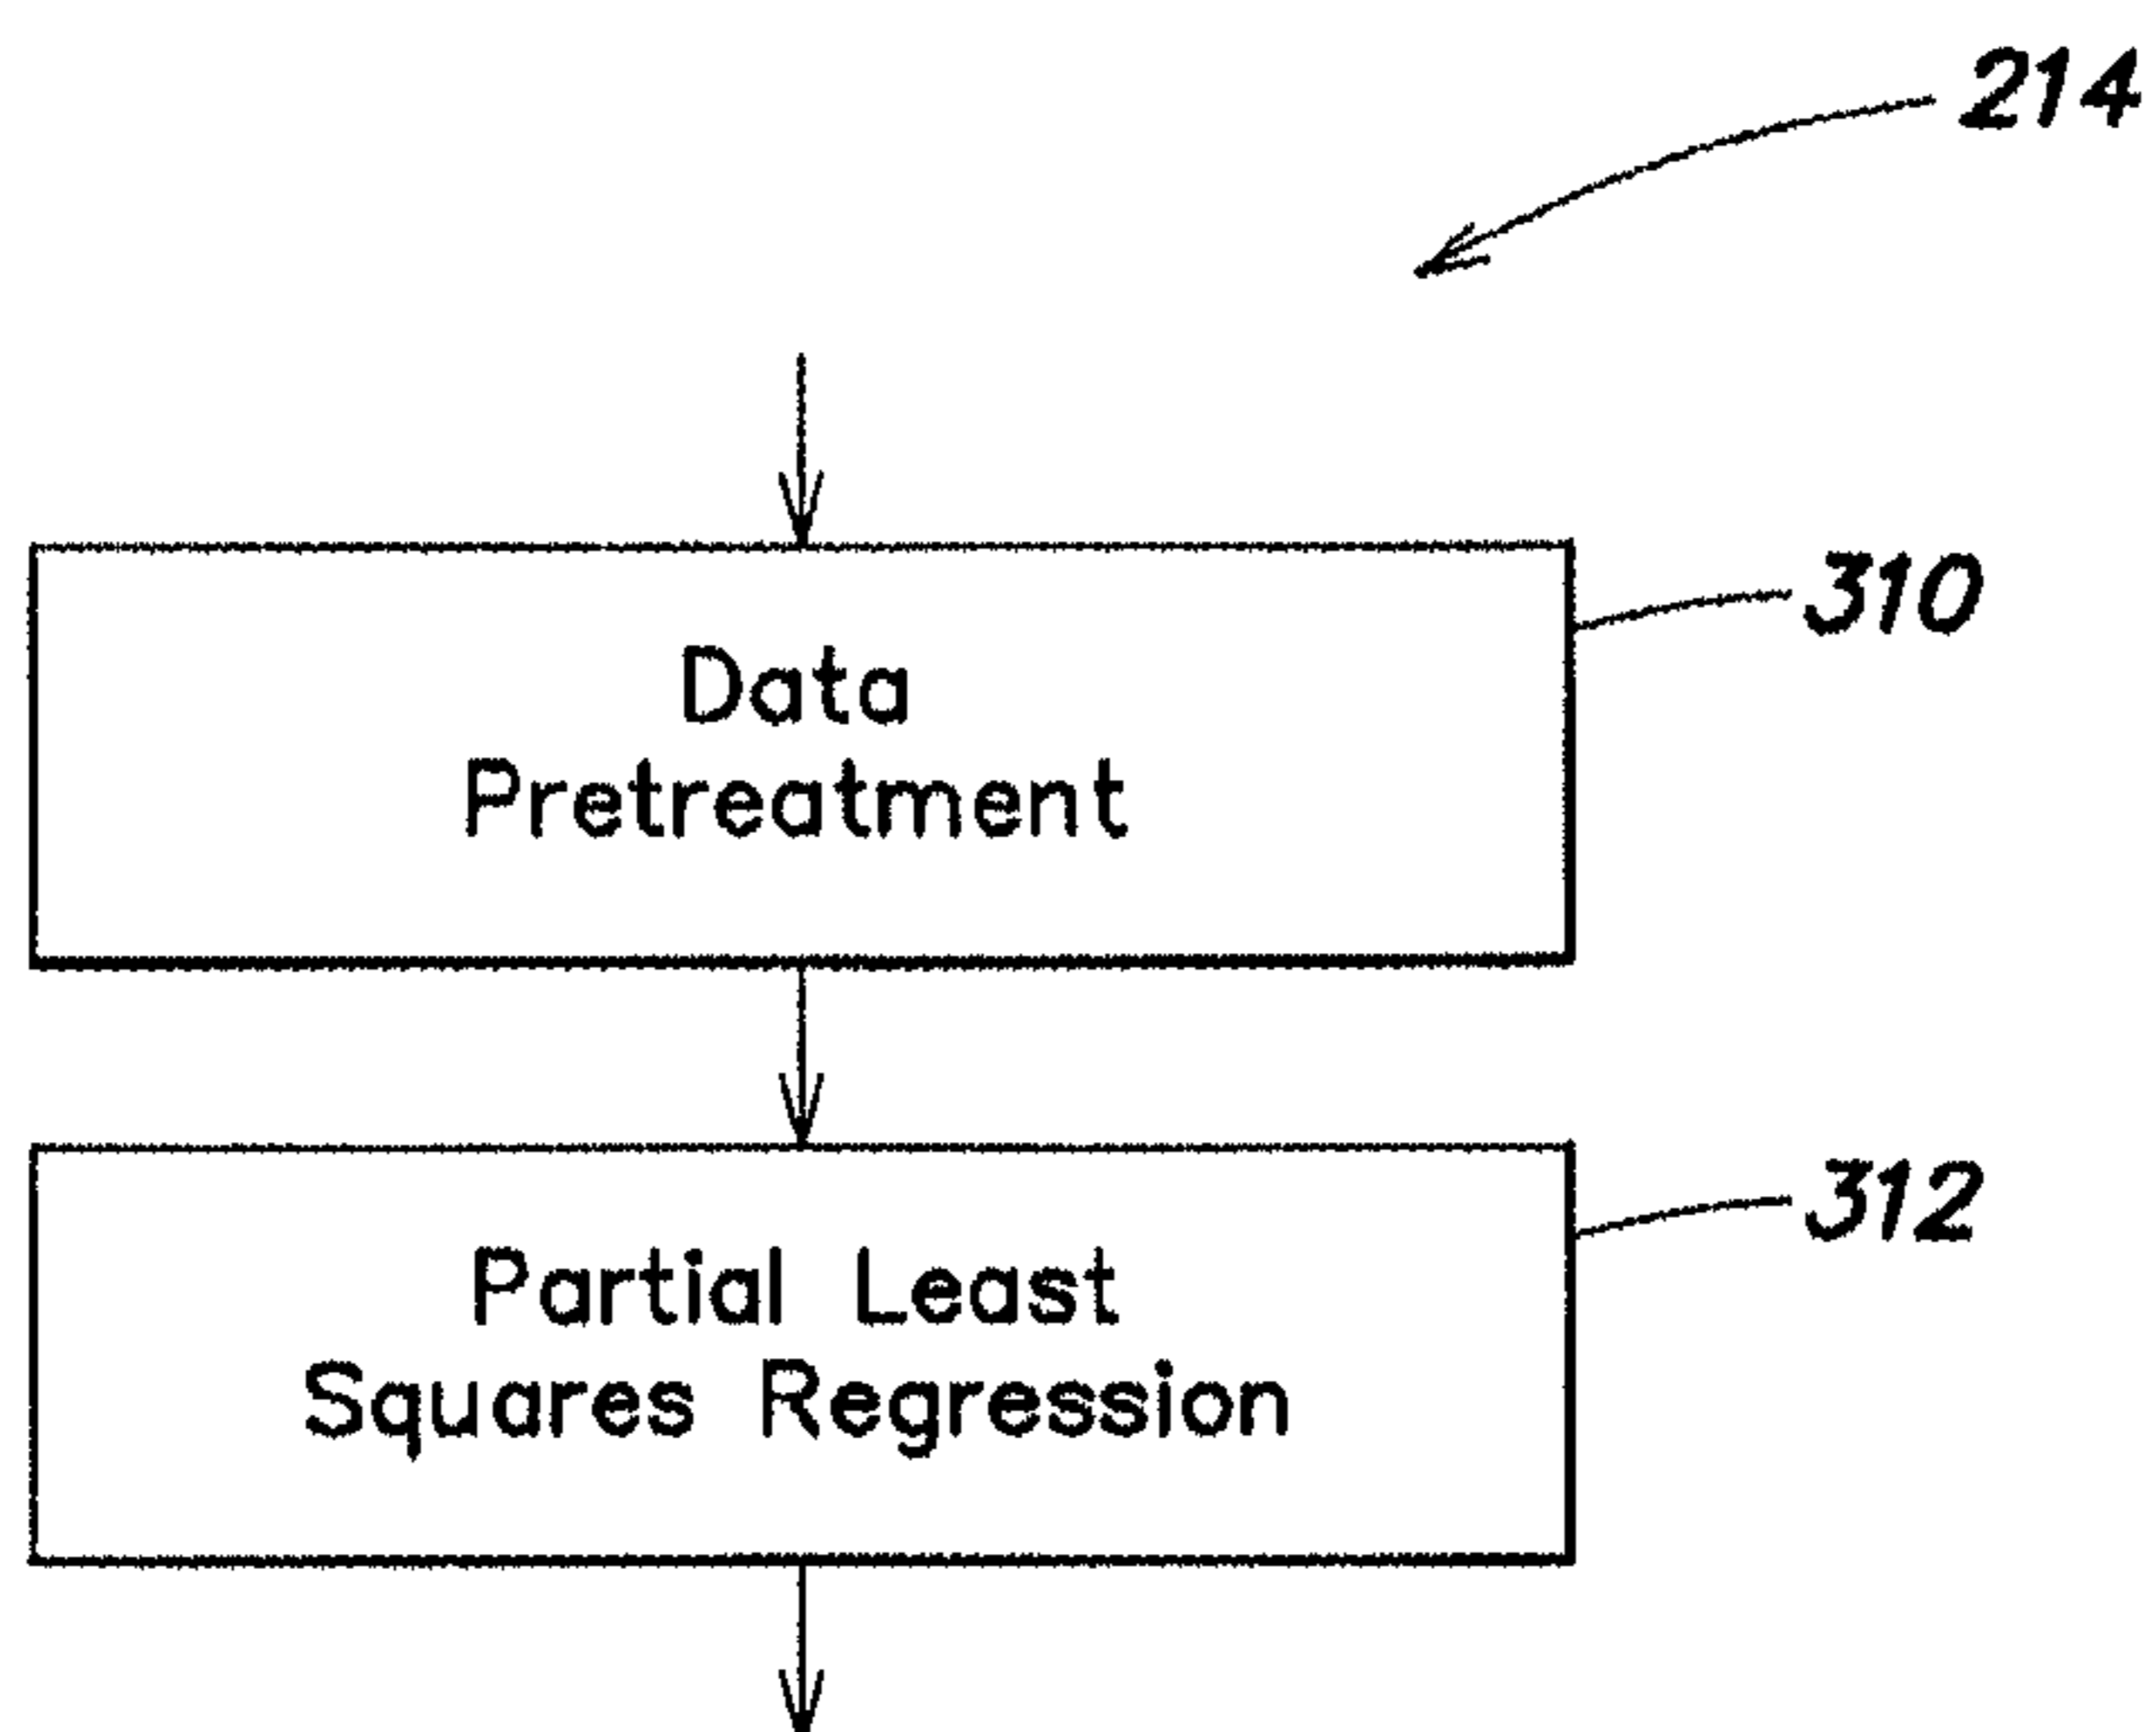 214
310
Data
Pretreatment
312
Partial Least
Squares Regression